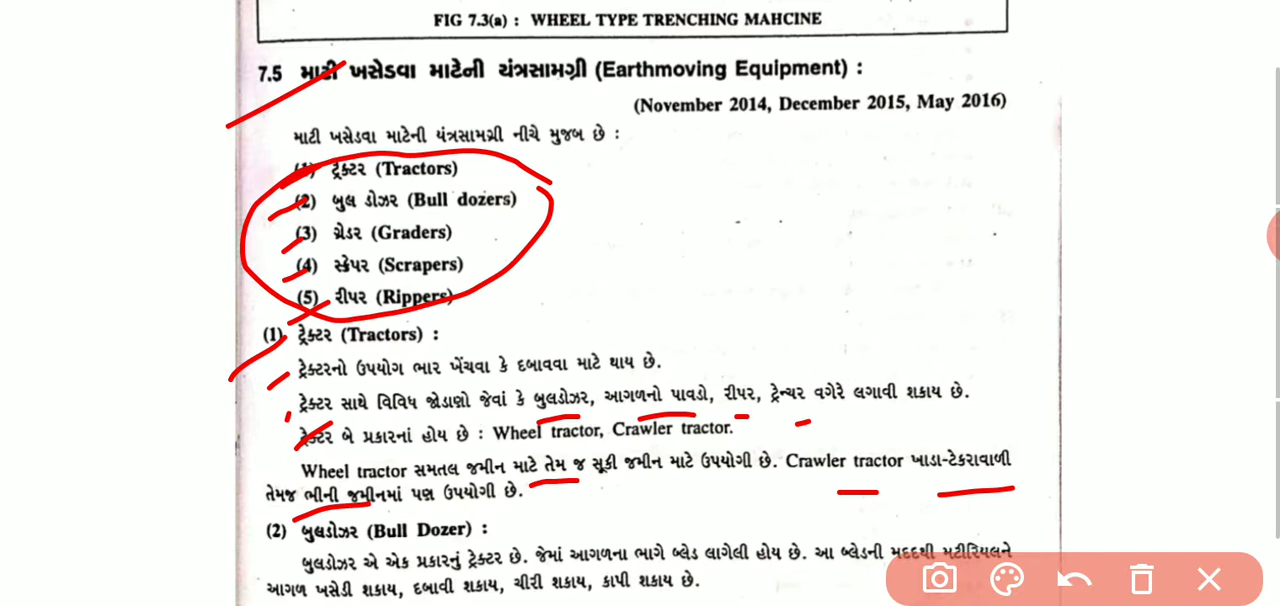 FIG 7.3(a) : WHEEL TYPE TRENCHING MAHCINE
7.5 માટી ખસેડવા માટેની યંત્રસામગ્રી (Earthmoving Equipment) :
(November 2014, December 2015, May 2016)
માટી ખસેડવા માટેની યંત્રસામગ્રી નીચે મુજબ છે :
(1) ટ્રેક્ટર (Tractors)
(2) બુલ ડોઝર (Bull dozers)
(3) ગ્રેડર (Graders)
(4) સ્ક્રેપર (Scrapers)
(5) રીપર (Rippers)
(1) ટ્રેક્ટર (Tractors) :
ટ્રેક્ટરનો ઉપયોગ ભાર ખેંચવા કે દબાવવા માટે થાય છે.
ટ્રેક્ટર સાથે વિવિધ જોડાણો જેવાં કે બુલડોઝર, આગળનો પાવડો, રીપર, ટ્રેન્ચર વગેરે લગાવી શકાય છે.
ટ્રેક્ટર બે પ્રકારનાં હોય છે : Wheel tractor, Crawler tractor.
Wheel tractor સમતલ જમીન માટે તેમ જ સૂકી જમીન માટે ઉપયોગી છે. Crawler tractor ખાડા-ટેકરાવાળી
તેમજ ભીની જમીનમાં પણ ઉપયોગી છે.
(2) બુલડોઝર (Bull Dozer) :
બુલડોઝર એ એક પ્રકારનું ટ્રેક્ટર છે. જેમાં આગળના ભાગે બ્લેડ લાગેલી હોય છે. આ બ્લેડની મદદથી મટીરિયલને
આગળ ખસેડી શકાય, દબાવી શકાય, ચીરી શકાય, કાપી શકાય છે.